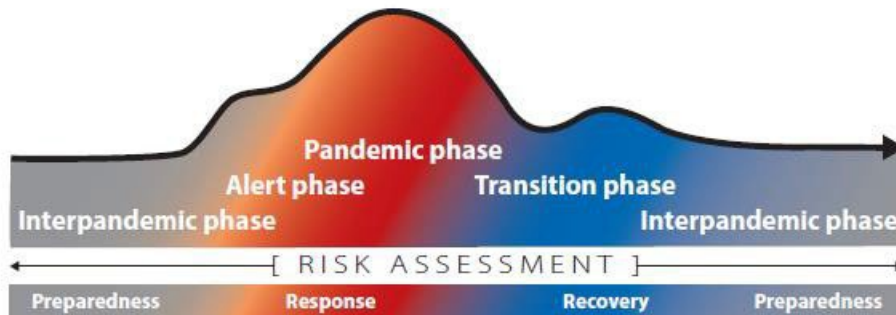 Pandemic phase
Alert phase
Transition phase
Interpandemic phase
Interpandemic phase
[ RISK ASSESSMENT ]
Preparedness
Response
Recovery
Preparedness